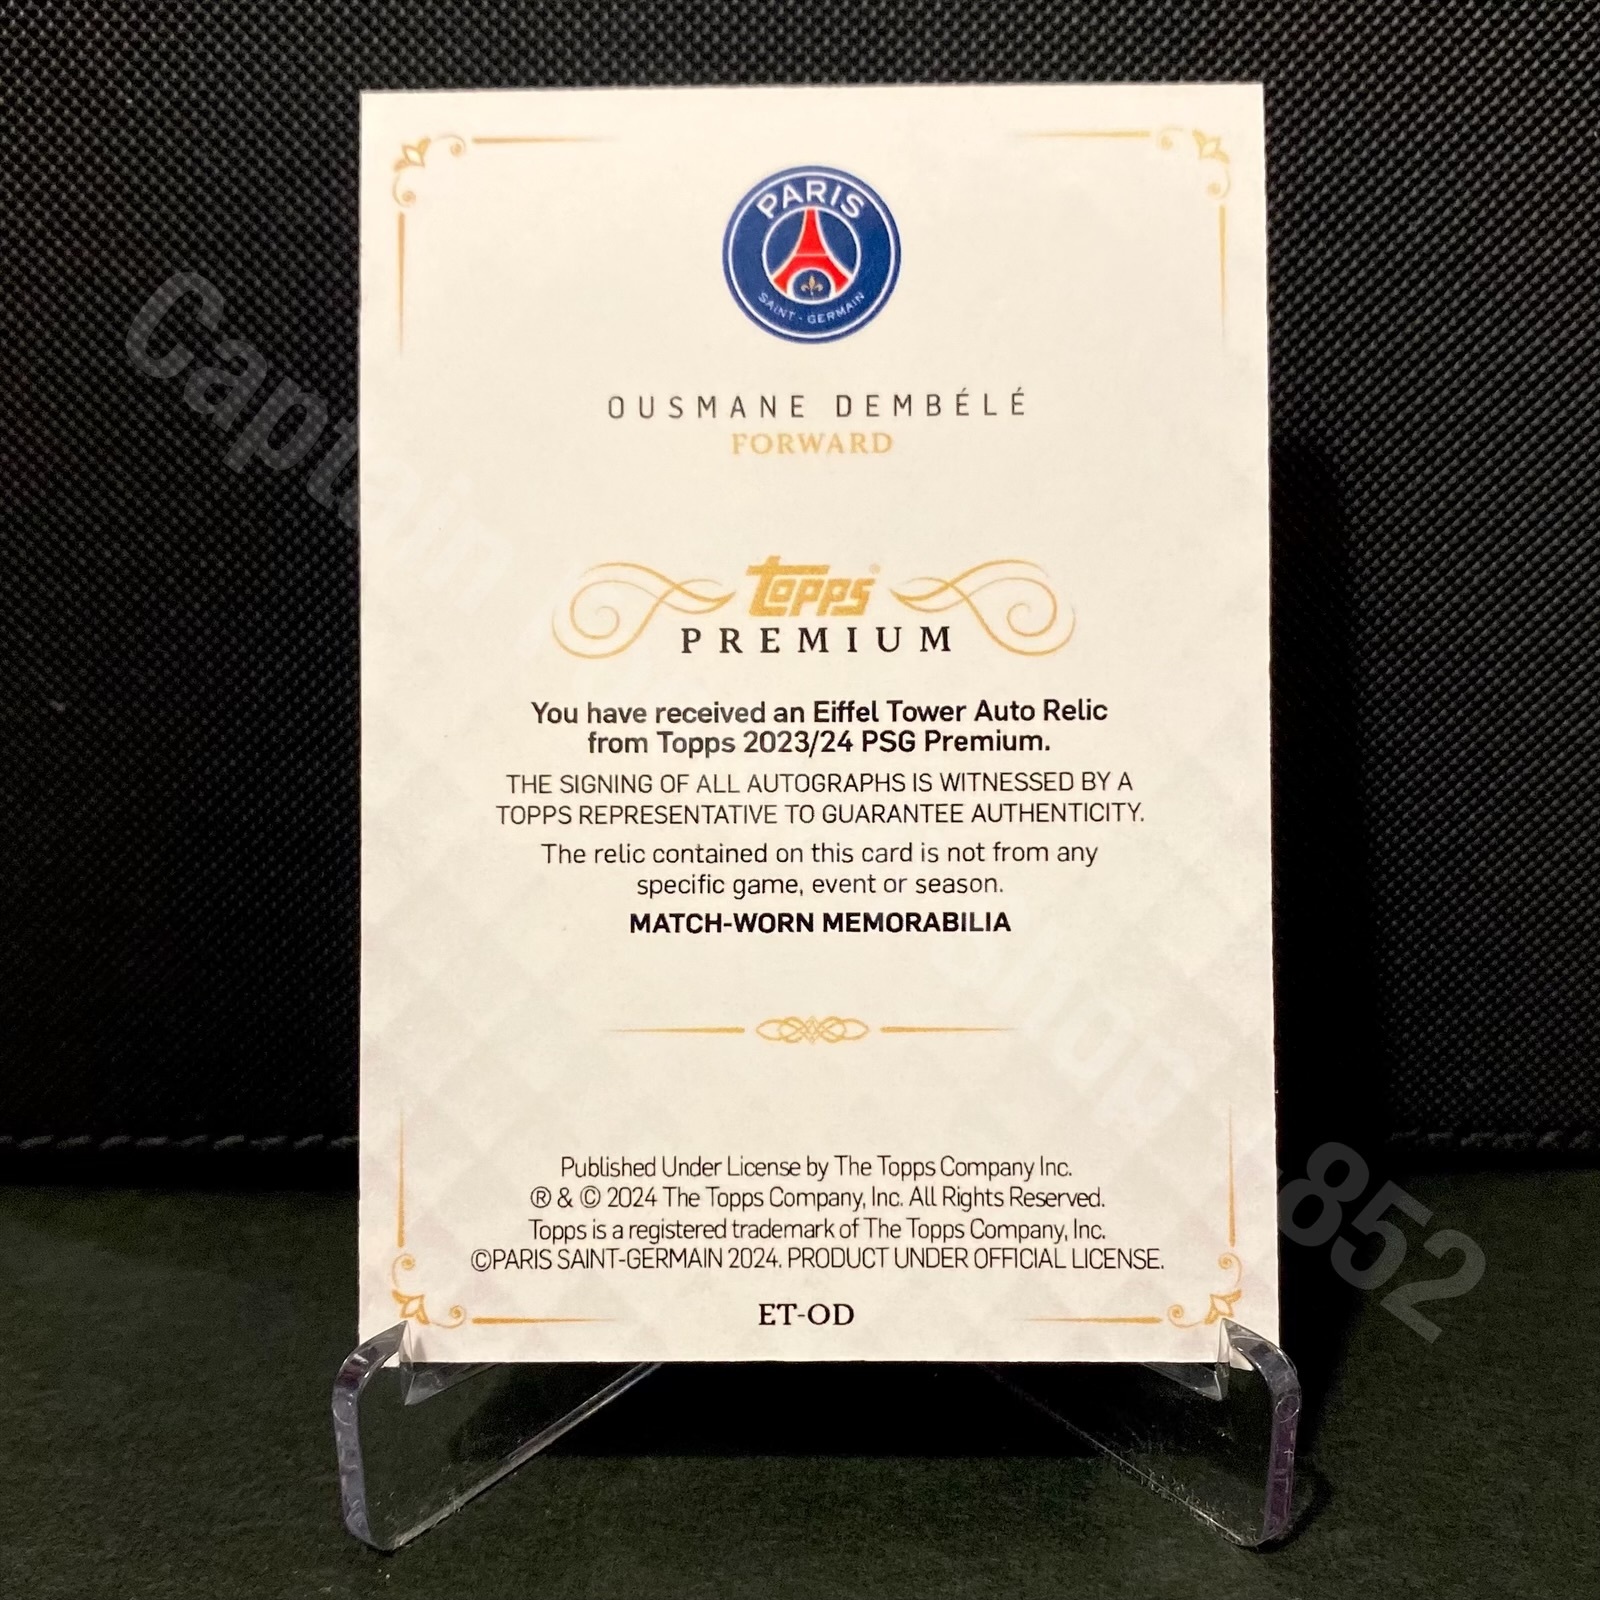 PARIS
SAINT-GERMAIN
OUSMANE DEMBÉLÉ
FORWARD
topps®
PREMIUM
You have received an Eiffel Tower Auto Relic
from Topps 2023/24 PSG Premium.
THE SIGNING OF ALL AUTOGRAPHS IS WITNESSED BY A
TOPPS REPRESENTATIVE TO GUARANTEE AUTHENTICITY.
The relic contained on this card is not from any
specific game, event or season.
MATCH-WORN MEMORABILIA
Published Under License by The Topps Company Inc.
® & © 2024 The Topps Company, Inc. All Rights Reserved.
Topps is a registered trademark of The Topps Company, Inc.
©PARIS SAINT-GERMAIN 2024. PRODUCT UNDER OFFICIAL LICENSE.
ET-OD
Captain
852